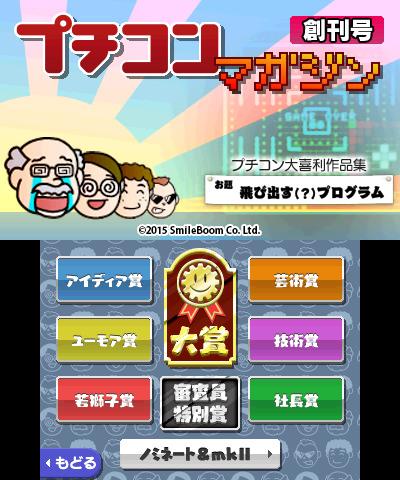 プチコン
創刊号
マガジン
GAME OVER
プチコン大喜利作品集
お題 飛び出す(?)プログラム
©2015 SmileBoom Co. Ltd.
アイディア賞
大賞
芸術賞
ユーモア賞
技術賞
若獅子賞
審査員
特別賞
社長賞
ノミネート&mkII
もどる